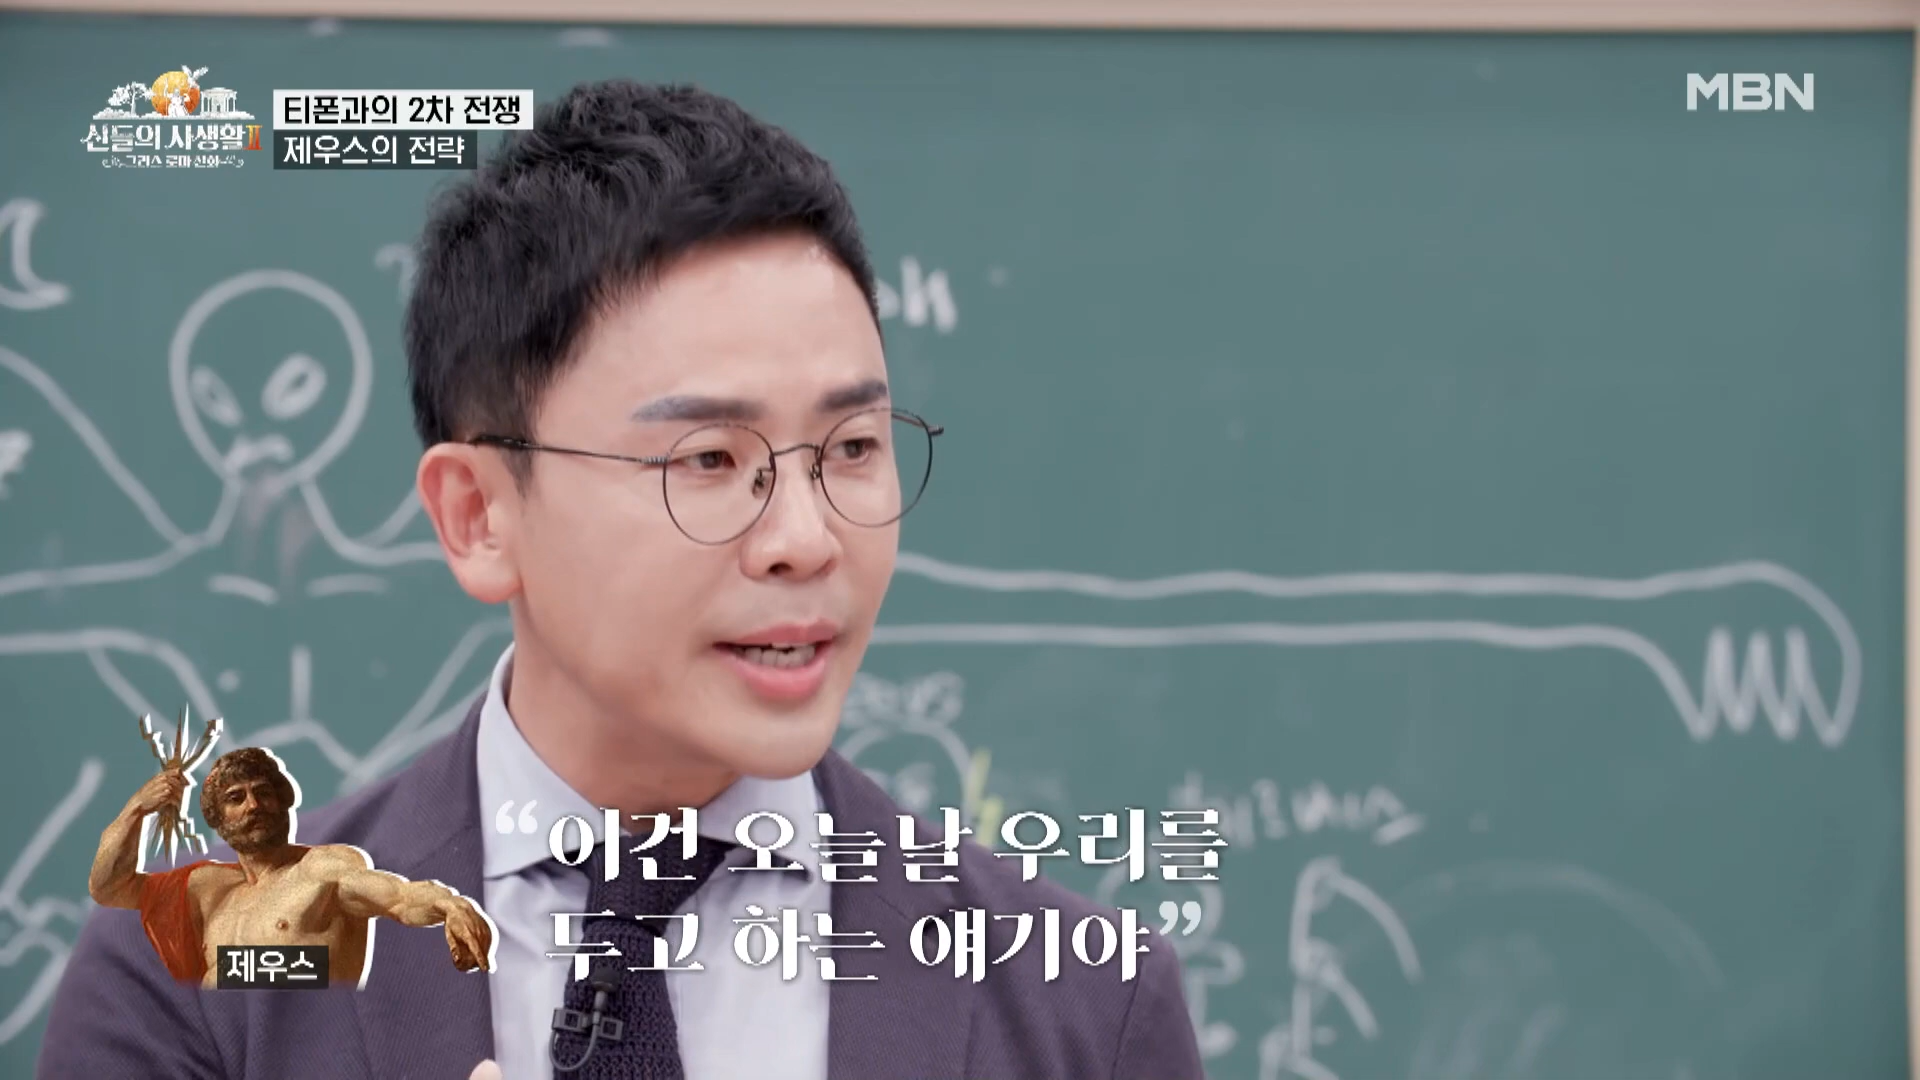 신들의 사생활 II
그리스 로마 신화
티폰과의 2차 전쟁
제우스의 전략
MBN
제우스
“이건 오늘날 우리를
두고 하는 얘기야”